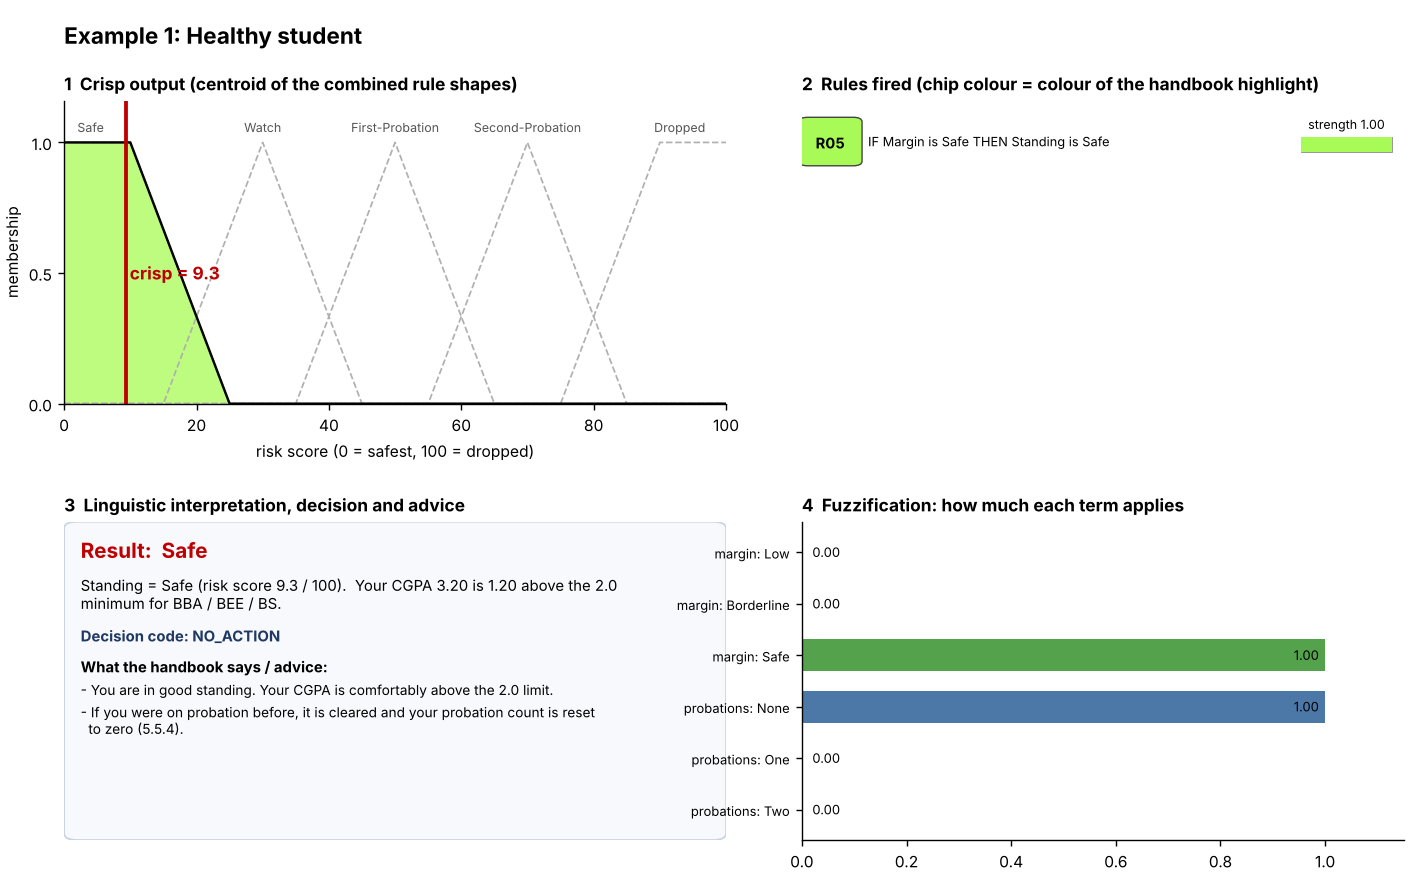 Example 1: Healthy student
1 Crisp output (centroid of the combined rule shapes)
Safe
Watch
First-Probation
Second-Probation
Dropped
membership
1.0
0.5
0.0
crisp = 9.3
0
20
40
60
80
100
risk score (0 = safest, 100 = dropped)
2 Rules fired (chip colour = colour of the handbook highlight)
R05
IF Margin is Safe THEN Standing is Safe
strength 1.00
3 Linguistic interpretation, decision and advice
Result: Safe
Standing = Safe (risk score 9.3 / 100). Your CGPA 3.20 is 1.20 above the 2.0
minimum for BBA / BEE / BS.
Decision code: NO_ACTION
What the handbook says / advice:
- You are in good standing. Your CGPA is comfortably above the 2.0 limit.
- If you were on probation before, it is cleared and your probation count is reset
to zero (5.5.4).
4 Fuzzification: how much each term applies
margin: Low
0.00
margin: Borderline
0.00
margin: Safe
1.00
probations: None
1.00
probations: One
0.00
probations: Two
0.00
0.0
0.2
0.4
0.6
0.8
1.0